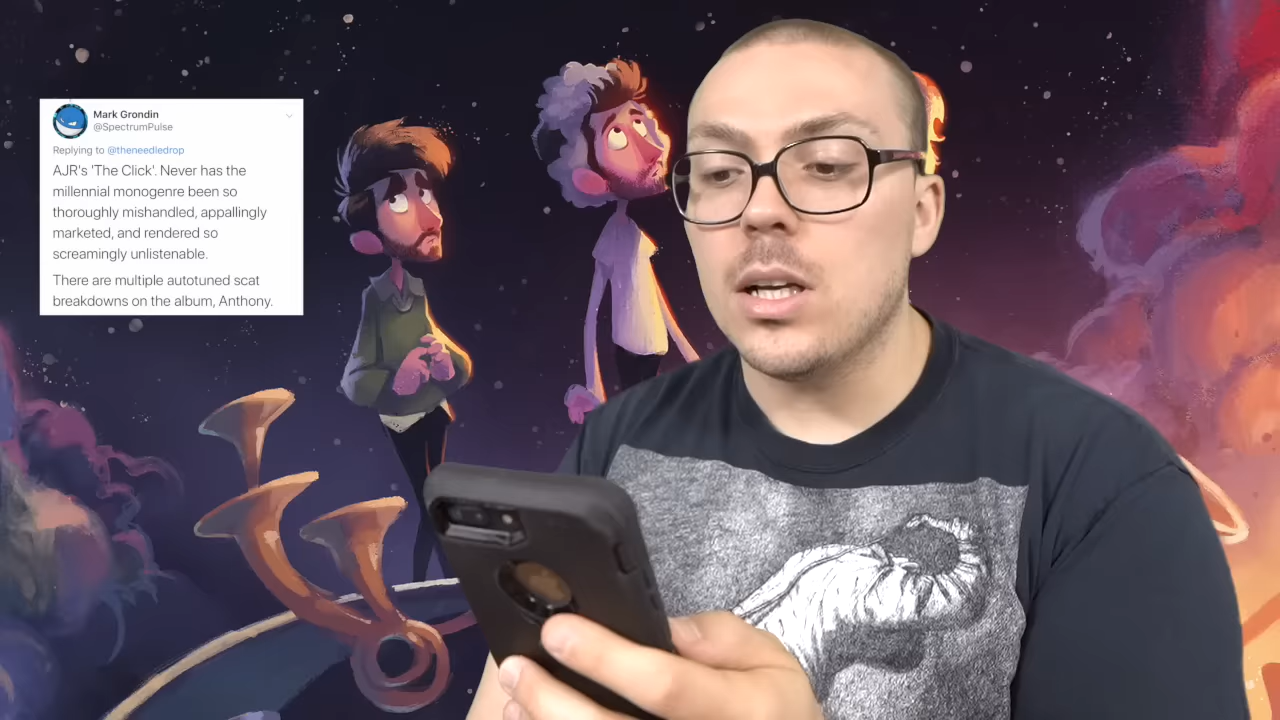 Mark Grondin
@SpectrumPulse
Replying to @theneedledrop
AJR's 'The Click'. Never has the
millennial monogenre been so
thoroughly mishandled, appallingly
marketed, and rendered so
screamingly unlistenable.
There are multiple autotuned scat
breakdowns on the album, Anthony.